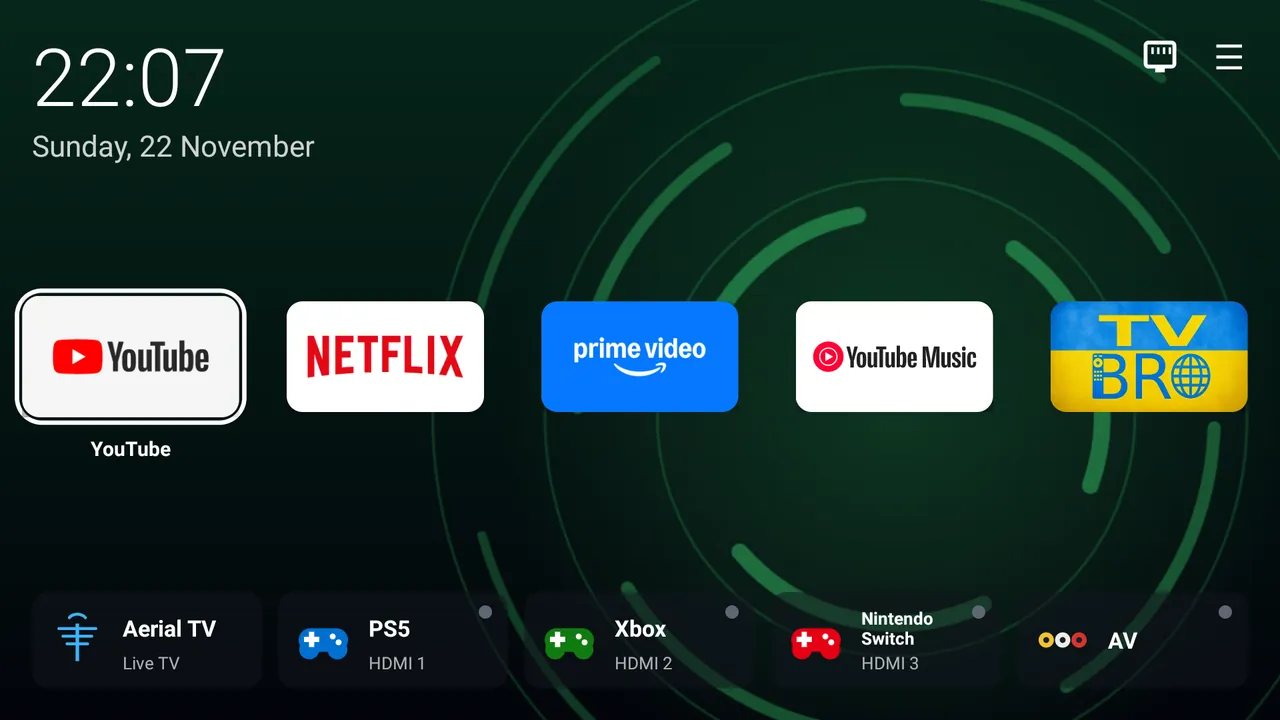 22:07
Sunday, 22 November
YouTube
NETFLIX
prime video
YouTube Music
TV
BRO
YouTube
Aerial TV
Live TV
PS5
HDMI 1
Xbox
HDMI 2
Nintendo
Switch
HDMI 3
AV